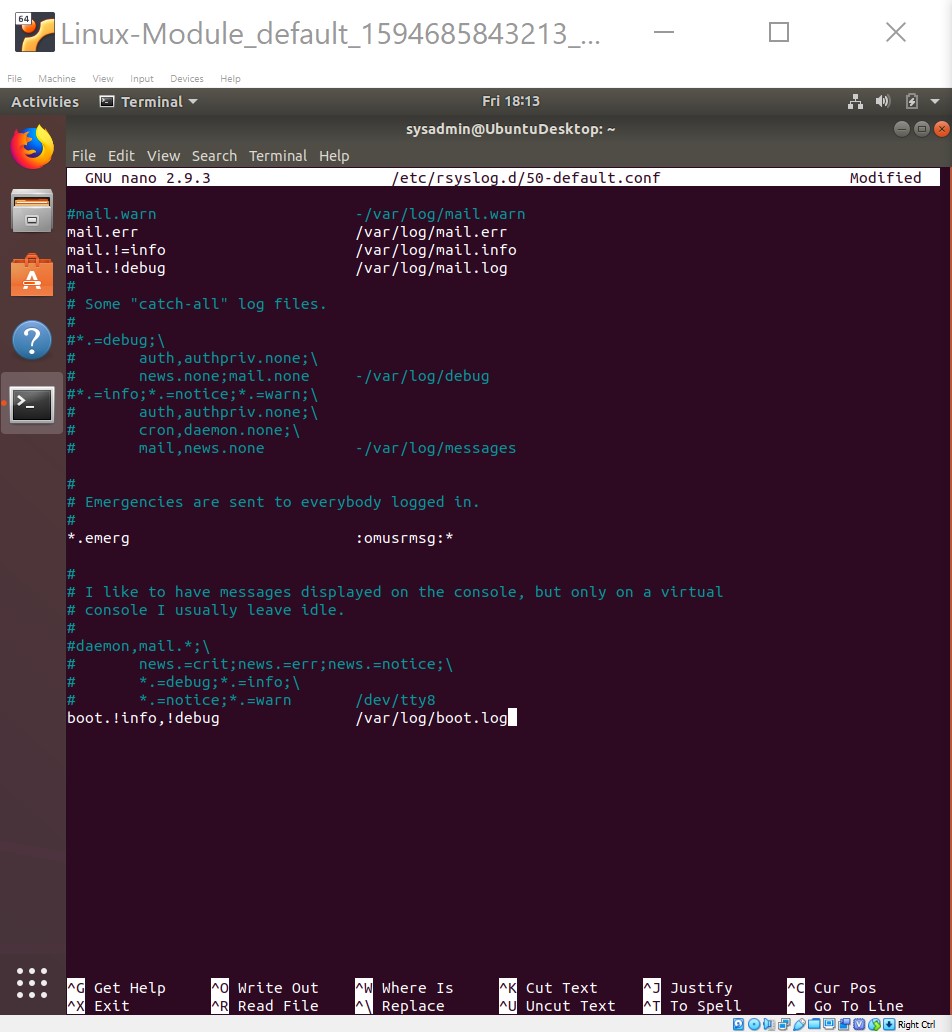 Linux-Module_default_1594685843213_...
File Machine View Input Devices Help
Activities Terminal Fri 18:13
sysadmin@UbuntuDesktop: ~
File Edit View Search Terminal Help
GNU nano 2.9.3 /etc/rsyslog.d/50-default.conf Modified
#mail.warn -/var/log/mail.warn
mail.err /var/log/mail.err
mail.!=info /var/log/mail.info
mail.!debug /var/log/mail.log
#
# Some "catch-all" log files.
#
#*.=debug;\
# auth,authpriv.none;\
# news.none;mail.none -/var/log/debug
#*.=info;*.=notice;*.=warn;\
# auth,authpriv.none;\
# cron,daemon.none;\
# mail,news.none -/var/log/messages
#
# Emergencies are sent to everybody logged in.
#
*.emerg :omusrmsg:*
#
# I like to have messages displayed on the console, but only on a virtual
# console I usually leave idle.
#
#daemon,mail.*;\
# news.=crit;news.=err;news.=notice;\
# *.=debug;*.=info;\
# *.=notice;*.=warn /dev/tty8
boot.!info,!debug /var/log/boot.log
^G Get Help ^O Write Out ^W Where Is ^K Cut Text ^J Justify ^C Cur Pos
^X Exit ^R Read File ^\ Replace ^U Uncut Text ^T To Spell ^_ Go To Line
Right Ctrl
64